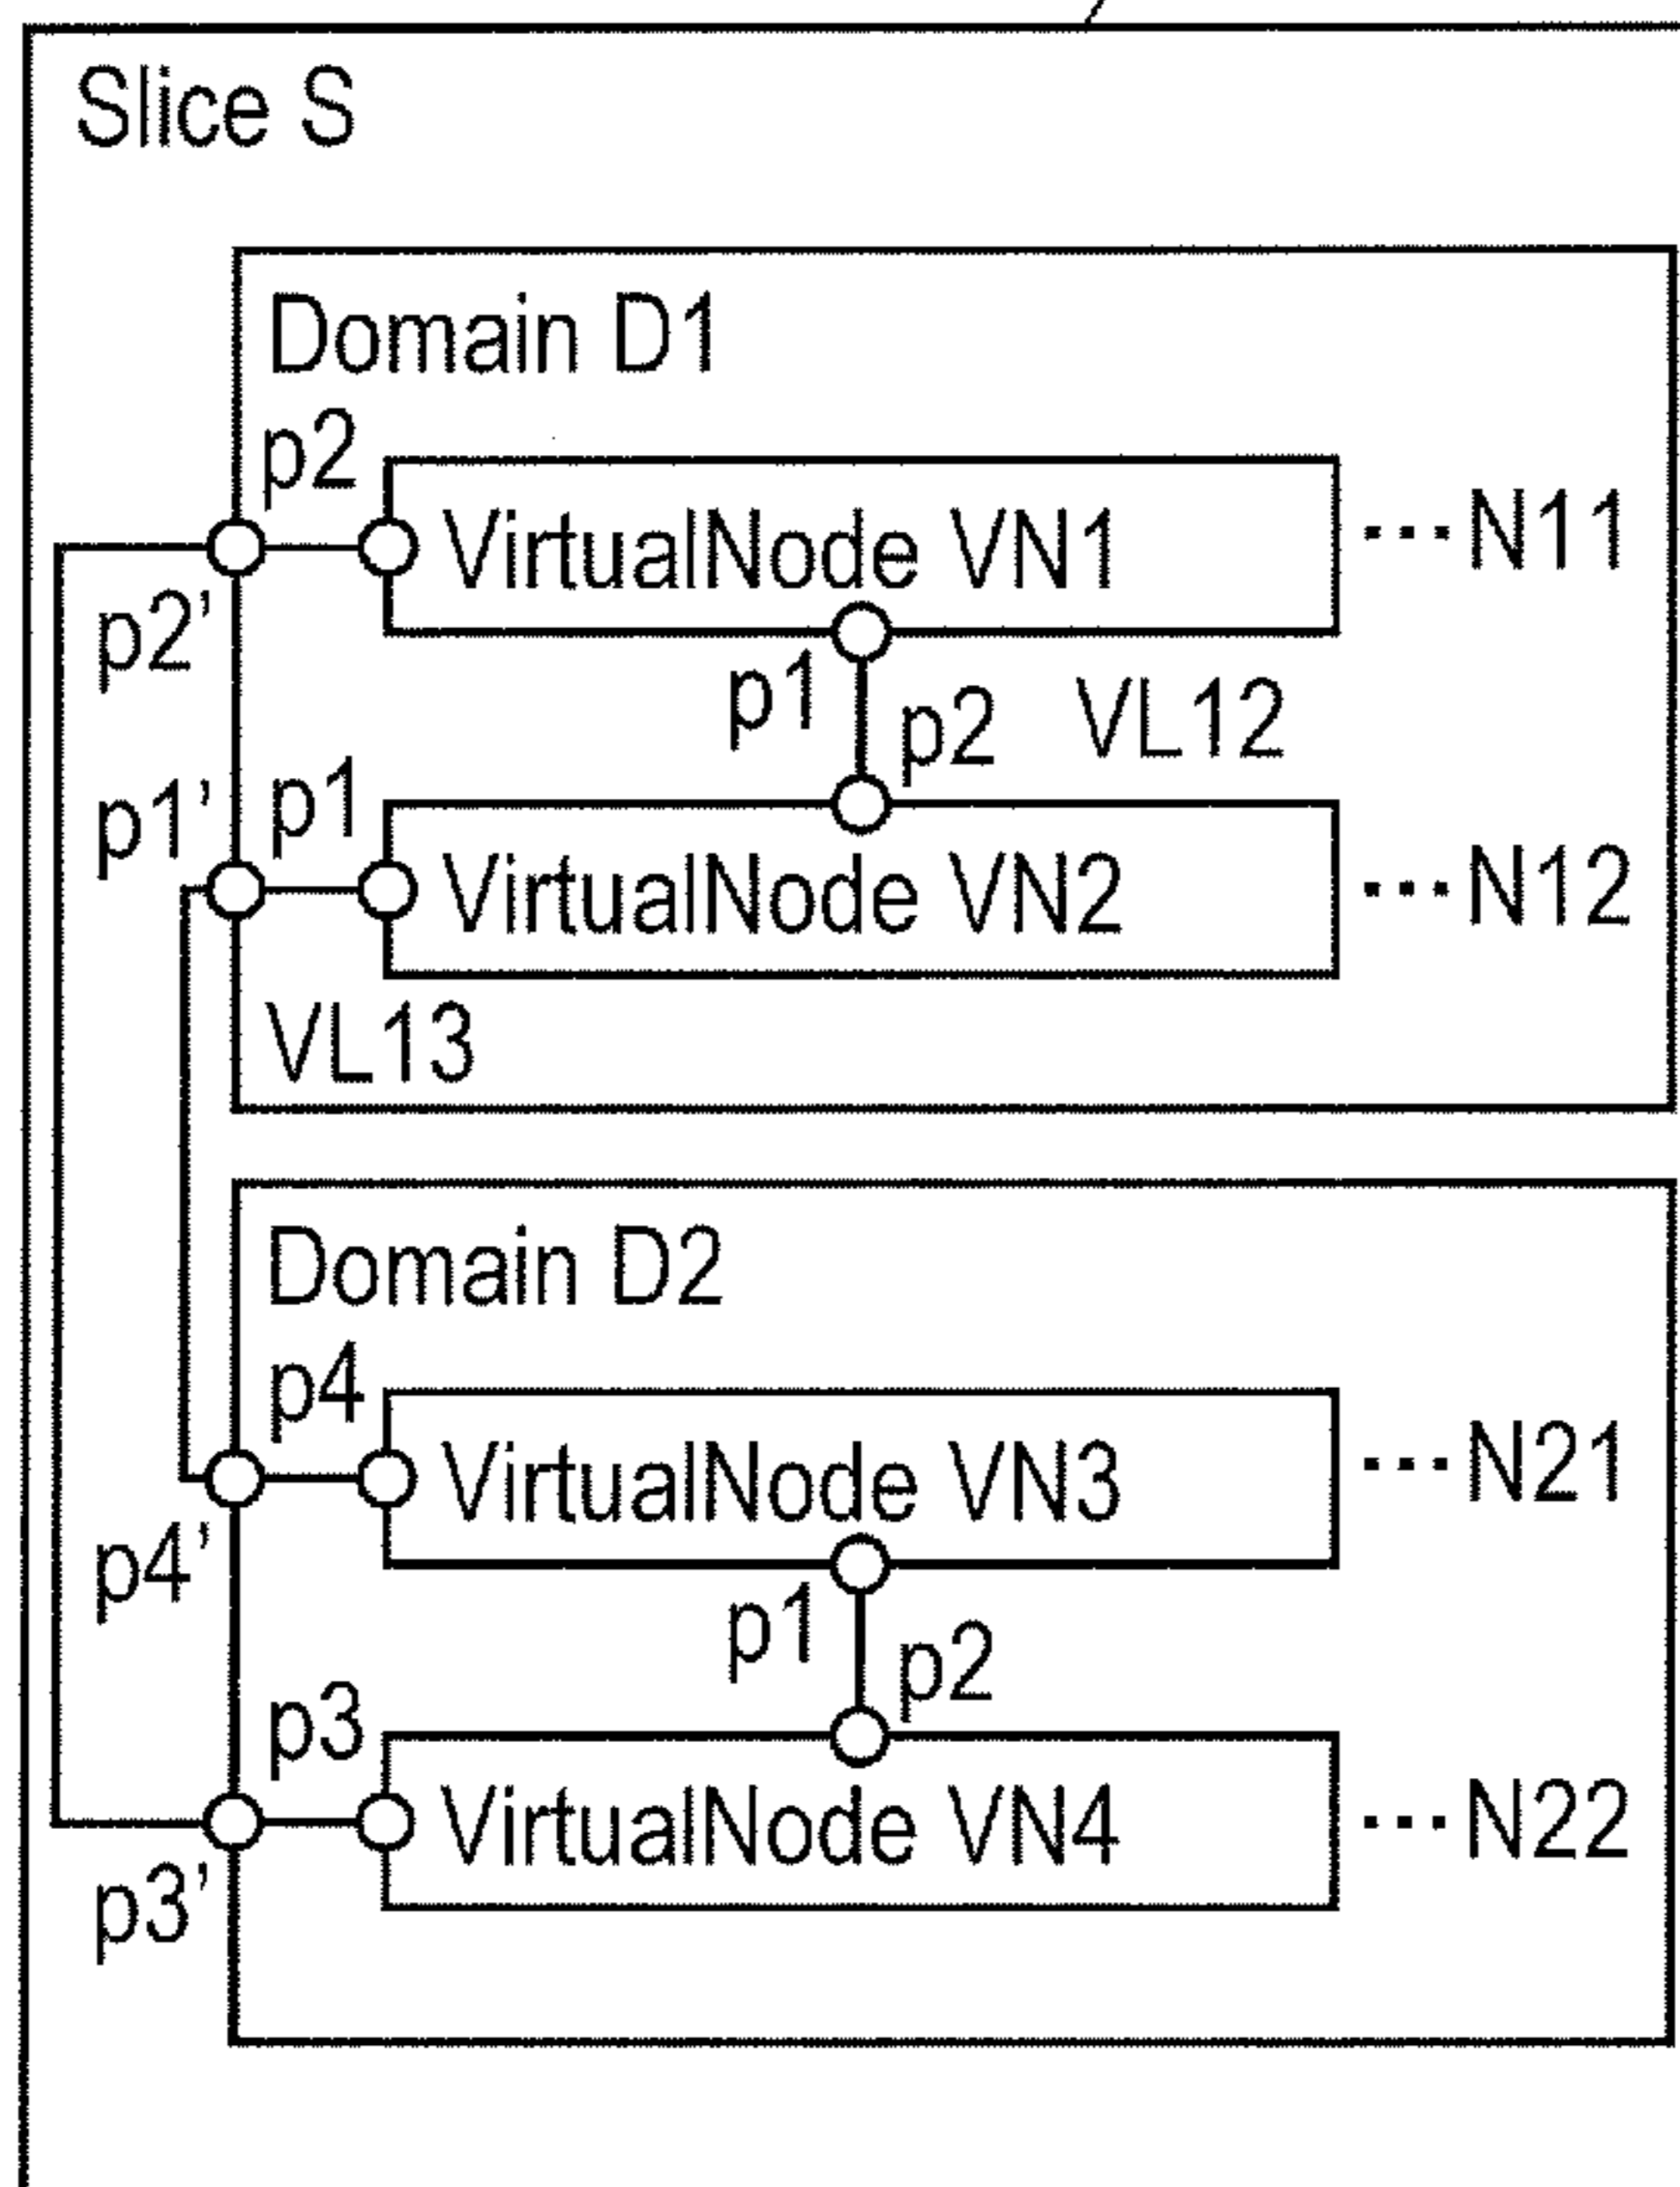 Slice S
Domain D1
p2
VirtualNode VN1 ···N11
p2'
p1 p2 VL12
p1' p1
VirtualNode VN2 ···N12
VL13
Domain D2
p4
VirtualNode VN3 ···N21
p4'
p1 p2
p3
VirtualNode VN4 ···N22
p3'